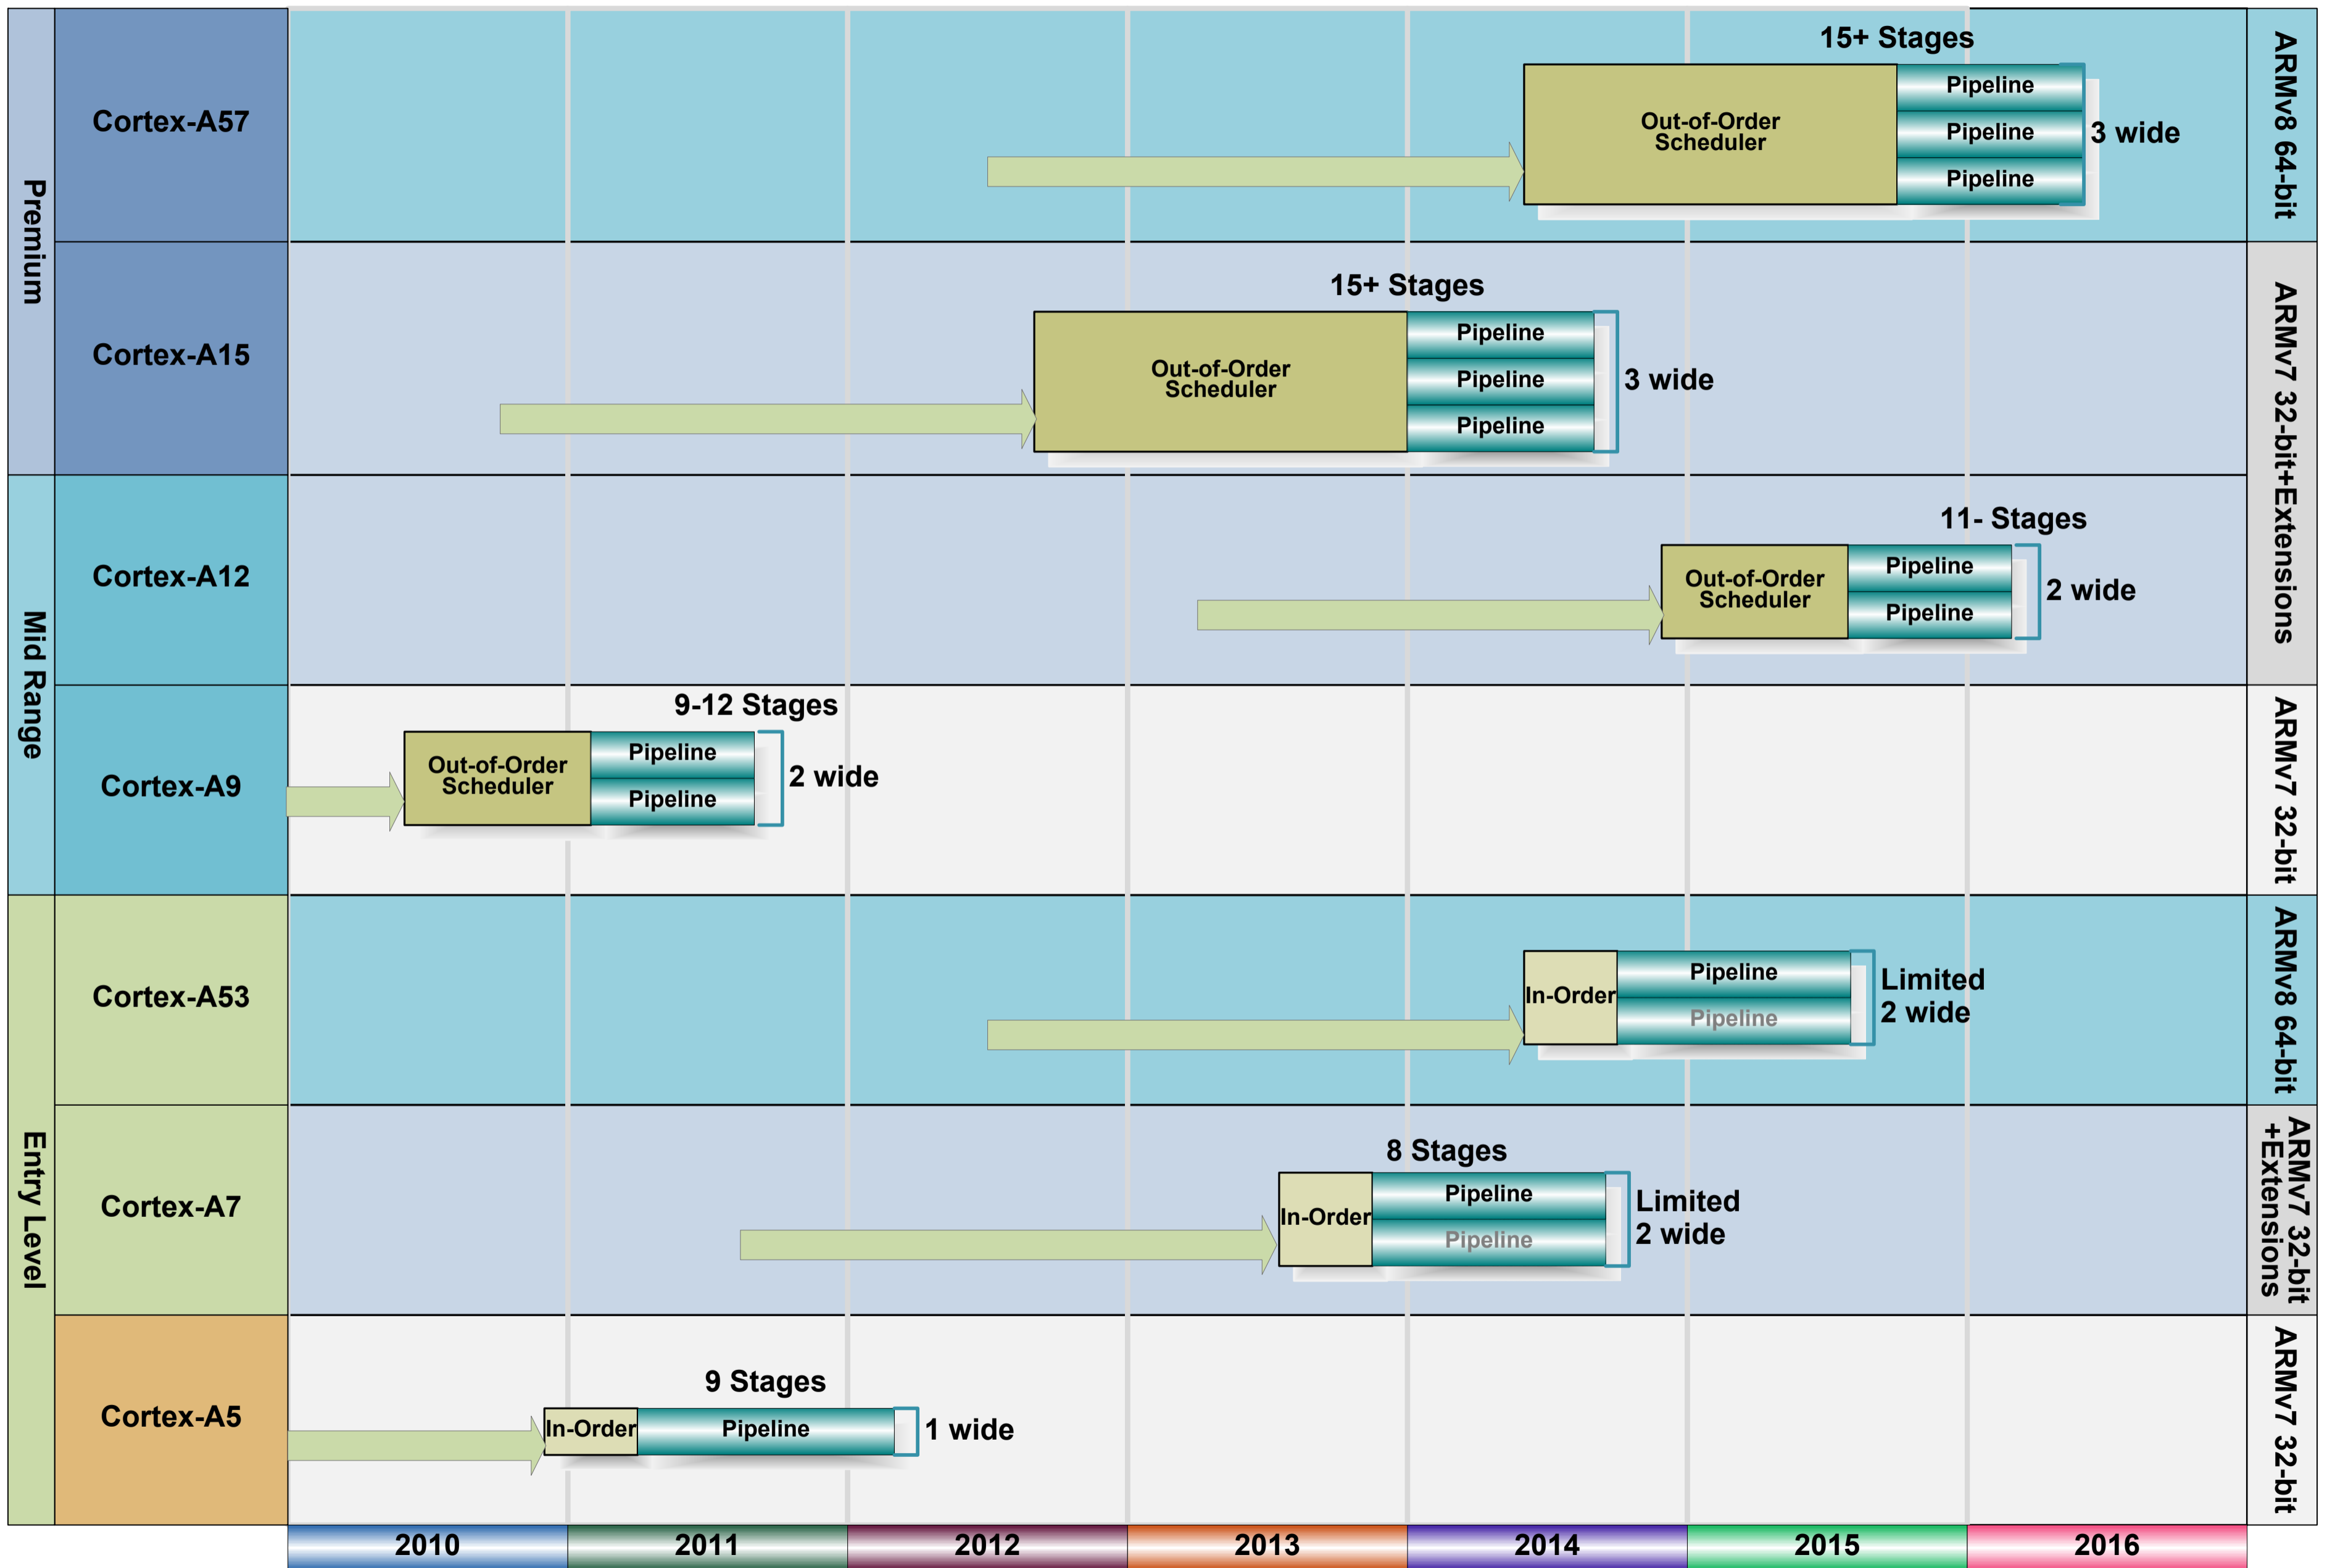 Premium
Cortex-A57
15+ Stages
Out-of-Order
Scheduler
Pipeline
Pipeline
Pipeline
3 wide
ARMv8 64-bit
Cortex-A15
15+ Stages
Out-of-Order
Scheduler
Pipeline
Pipeline
Pipeline
3 wide
ARMv7 32-bit+Extensions
Mid Range
Cortex-A12
11- Stages
Out-of-Order
Scheduler
Pipeline
Pipeline
2 wide
Cortex-A9
9-12 Stages
Out-of-Order
Scheduler
Pipeline
Pipeline
2 wide
ARMv7 32-bit
Entry Level
Cortex-A53
In-Order
Pipeline
Pipeline
Limited
2 wide
ARMv8 64-bit
Cortex-A7
8 Stages
In-Order
Pipeline
Pipeline
Limited
2 wide
ARMv7 32-bit
+Extensions
Cortex-A5
9 Stages
In-Order
Pipeline
1 wide
ARMv7 32-bit
2010
2011
2012
2013
2014
2015
2016